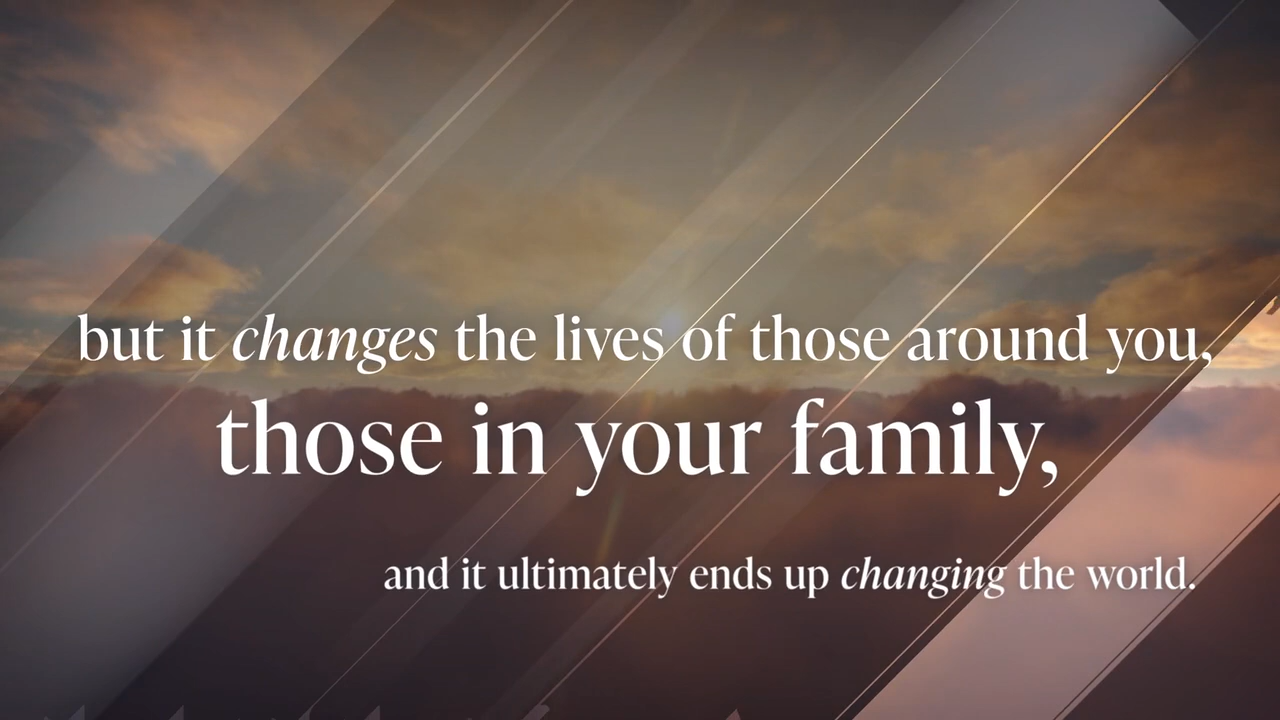 but it changes the lives of those around you,
those in your family,
and it ultimately ends up changing the world.